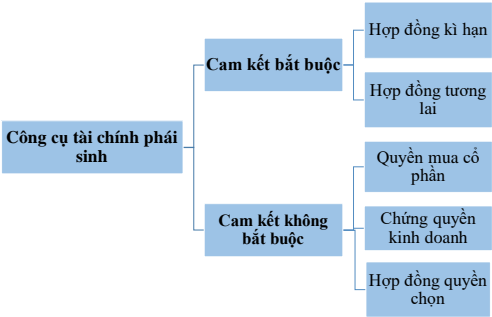 Công cụ tài chính phái
sinh
Cam kết bắt buộc
Hợp đồng kì hạn
Hợp đồng tương
lai
Cam kết không
bắt buộc
Quyền mua cổ
phần
Chứng quyền
kinh doanh
Hợp đồng quyền
chọn